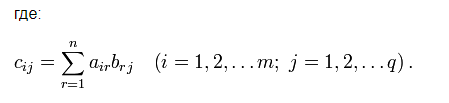 где:
$c_{ij} = \sum_{r=1}^{n} a_{ir} b_{rj} \quad (i = 1, 2, \ldots m;\ j = 1, 2, \ldots q)\,.$